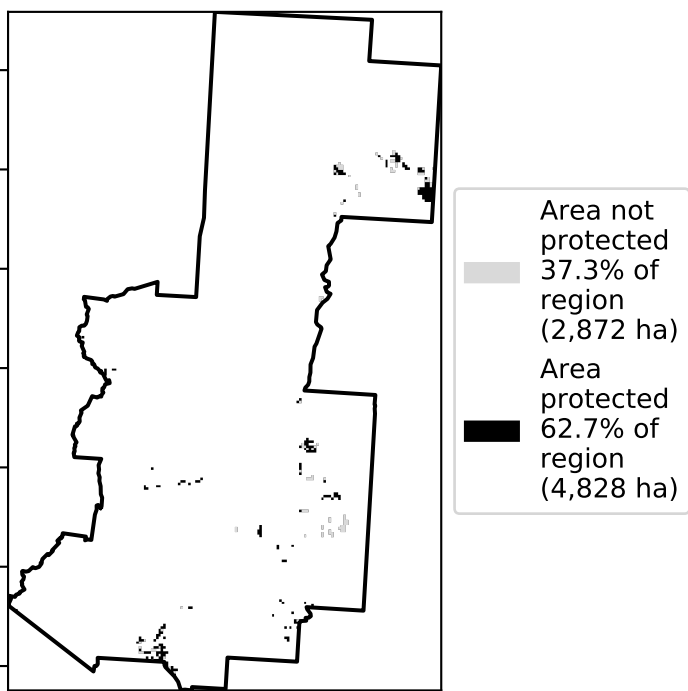 Area not
protected
37.3% of
region
(2,872 ha)
Area
protected
62.7% of
region
(4,828 ha)